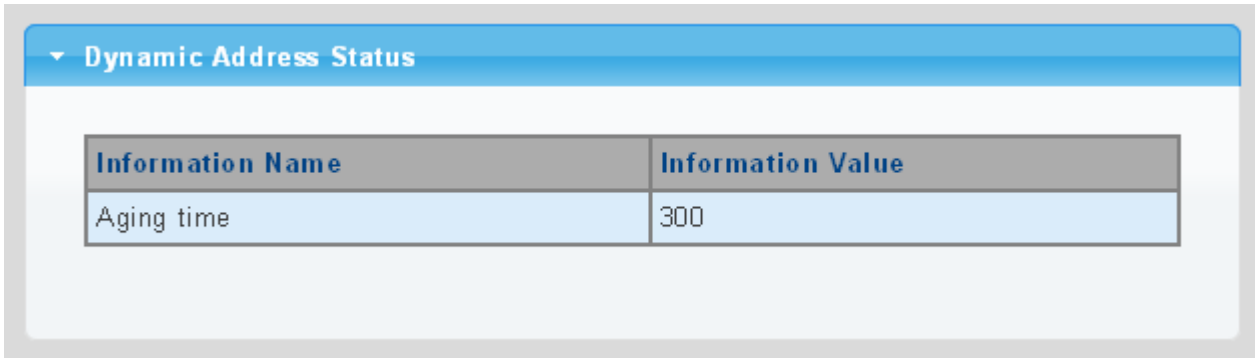 Dynamic Address Status
Information Name Information Value
Aging time 300